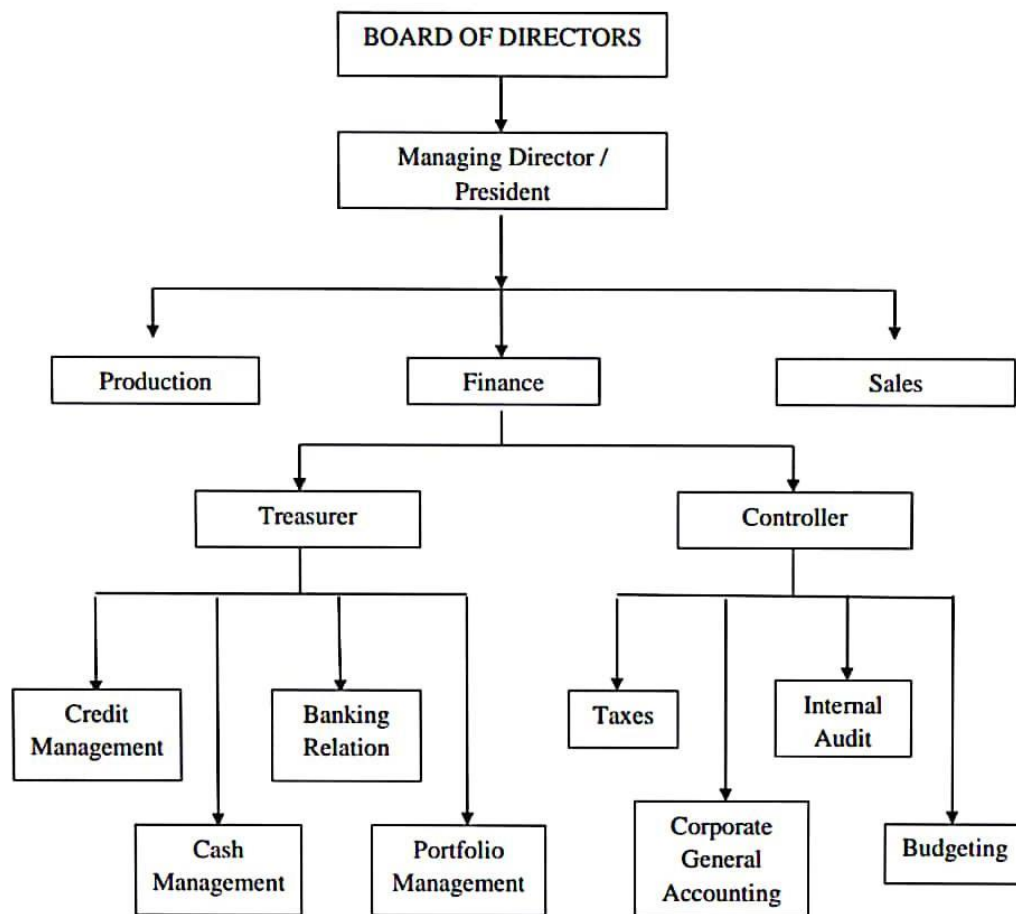 BOARD OF DIRECTORS
Managing Director /
President
Production
Finance
Sales
Treasurer
Controller
Credit
Management
Banking
Relation
Taxes
Internal
Audit
Cash
Management
Portfolio
Management
Corporate
General
Accounting
Budgeting